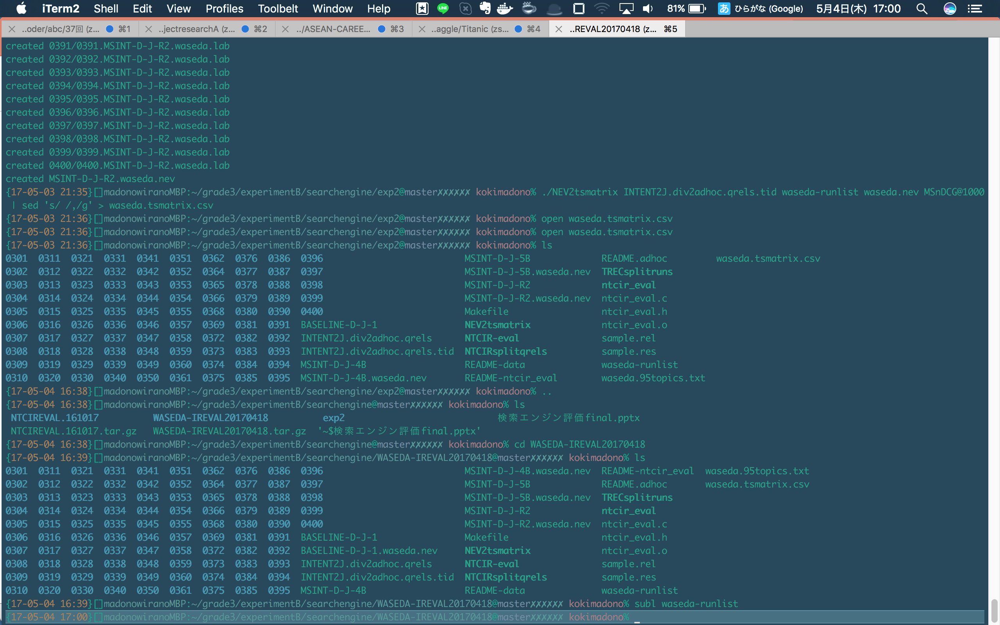 iTerm2 Shell Edit View Profiles Toolbelt Window Help LINE 81% あ ひらがな (Google) 5月4日(木) 17:00
..oder/abc/37回 (z... ⌘1 ..jectresearchA (z... ⌘2 ../ASEAN-CAREE... ⌘3 ..aggle/Titanic (zs... ⌘4 ..REVAL20170418 (z... ⌘5
created 0391/0391.MSINT-D-J-R2.waseda.lab
created 0392/0392.MSINT-D-J-R2.waseda.lab
created 0393/0393.MSINT-D-J-R2.waseda.lab
created 0394/0394.MSINT-D-J-R2.waseda.lab
created 0395/0395.MSINT-D-J-R2.waseda.lab
created 0396/0396.MSINT-D-J-R2.waseda.lab
created 0397/0397.MSINT-D-J-R2.waseda.lab
created 0398/0398.MSINT-D-J-R2.waseda.lab
created 0399/0399.MSINT-D-J-R2.waseda.lab
created 0400/0400.MSINT-D-J-R2.waseda.lab
created MSINT-D-J-R2.waseda.nev
{17-05-03 21:35}[]madonowiranoMBP:~/grade3/experimentB/searchengine/exp2@master✗✗✗✗✗✗ kokimadono% ./NEV2tsmatrix INTENT2J.div2adhoc.qrels.tid waseda-runlist waseda.nev MSnDCG@1000
| sed 's/ /,/g' > waseda.tsmatrix.csv
{17-05-03 21:36}[]madonowiranoMBP:~/grade3/experimentB/searchengine/exp2@master✗✗✗✗✗✗ kokimadono% open waseda.tsmatrix.csv
{17-05-03 21:36}[]madonowiranoMBP:~/grade3/experimentB/searchengine/exp2@master✗✗✗✗✗✗ kokimadono% open waseda.tsmatrix.csv
{17-05-03 21:36}[]madonowiranoMBP:~/grade3/experimentB/searchengine/exp2@master✗✗✗✗✗✗ kokimadono% ls
0301 0311 0321 0331 0341 0351 0362 0376 0386 0396 MSINT-D-J-5B README.adhoc waseda.tsmatrix.csv
0302 0312 0322 0332 0342 0352 0364 0377 0387 0397 MSINT-D-J-5B.waseda.nev TRECsplitruns
0303 0313 0323 0333 0343 0353 0365 0378 0388 0398 MSINT-D-J-R2 ntcir_eval
0304 0314 0324 0334 0344 0354 0366 0379 0389 0399 MSINT-D-J-R2.waseda.nev ntcir_eval.c
0305 0315 0325 0335 0345 0355 0368 0380 0390 0400 Makefile ntcir_eval.h
0306 0316 0326 0336 0346 0357 0369 0381 0391 BASELINE-D-J-1 NEV2tsmatrix ntcir_eval.o
0307 0317 0327 0337 0347 0358 0372 0382 0392 INTENT2J.div2adhoc.qrels NTCIR-eval sample.rel
0308 0318 0328 0338 0348 0359 0373 0383 0393 INTENT2J.div2adhoc.qrels.tid NTCIRsplitqrels sample.res
0309 0319 0329 0339 0349 0360 0374 0384 0394 MSINT-D-J-4B README-data waseda-runlist
0310 0320 0330 0340 0350 0361 0375 0385 0395 MSINT-D-J-4B.waseda.nev README-ntcir_eval waseda.95topics.txt
{17-05-04 16:38}[]madonowiranoMBP:~/grade3/experimentB/searchengine/exp2@master✗✗✗✗✗✗ kokimadono% ..
{17-05-04 16:38}[]madonowiranoMBP:~/grade3/experimentB/searchengine@master✗✗✗✗✗✗ kokimadono% ls
NTCIREVAL.161017 WASEDA-IREVAL20170418 exp2 検索エンジン評価final.pptx
NTCIREVAL.161017.tar.gz WASEDA-IREVAL20170418.tar.gz '~$検索エンジン評価final.pptx'
{17-05-04 16:38}[]madonowiranoMBP:~/grade3/experimentB/searchengine@master✗✗✗✗✗✗ kokimadono% cd WASEDA-IREVAL20170418
{17-05-04 16:39}[]madonowiranoMBP:~/grade3/experimentB/searchengine/WASEDA-IREVAL20170418@master✗✗✗✗✗✗ kokimadono% ls
0301 0311 0321 0331 0341 0351 0362 0376 0386 0396 MSINT-D-J-4B.waseda.nev README-ntcir_eval waseda.95topics.txt
0302 0312 0322 0332 0342 0352 0364 0377 0387 0397 MSINT-D-J-5B README.adhoc waseda.tsmatrix.csv
0303 0313 0323 0333 0343 0353 0365 0378 0388 0398 MSINT-D-J-5B.waseda.nev TRECsplitruns
0304 0314 0324 0334 0344 0354 0366 0379 0389 0399 MSINT-D-J-R2 ntcir_eval
0305 0315 0325 0335 0345 0355 0368 0380 0390 0400 MSINT-D-J-R2.waseda.nev ntcir_eval.c
0306 0316 0326 0336 0346 0357 0369 0381 0391 BASELINE-D-J-1 Makefile ntcir_eval.h
0307 0317 0327 0337 0347 0358 0372 0382 0392 BASELINE-D-J-1.waseda.nev NEV2tsmatrix ntcir_eval.o
0308 0318 0328 0338 0348 0359 0373 0383 0393 INTENT2J.div2adhoc.qrels NTCIR-eval sample.rel
0309 0319 0329 0339 0349 0360 0374 0384 0394 INTENT2J.div2adhoc.qrels.tid NTCIRsplitqrels sample.res
0310 0320 0330 0340 0350 0361 0375 0385 0395 MSINT-D-J-4B README-data waseda-runlist
{17-05-04 16:39}[]madonowiranoMBP:~/grade3/experimentB/searchengine/WASEDA-IREVAL20170418@master✗✗✗✗✗✗ kokimadono% subl waseda-runlist
{17-05-04 17:00}[]madonowiranoMBP:~/grade3/experimentB/searchengine/WASEDA-IREVAL20170418@master✗✗✗✗✗✗ kokimadono%